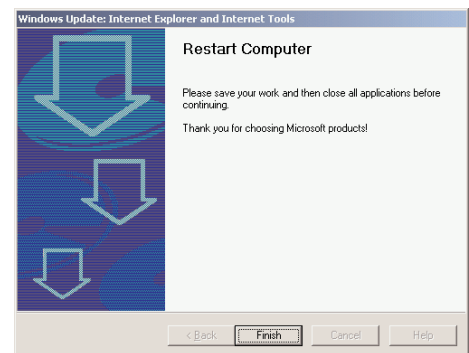 Windows Update: Internet Explorer and Internet Tools
Restart Computer
Please save your work and then close all applications before
continuing.
Thank you for choosing Microsoft products!
< Back
Finish
Cancel
Help